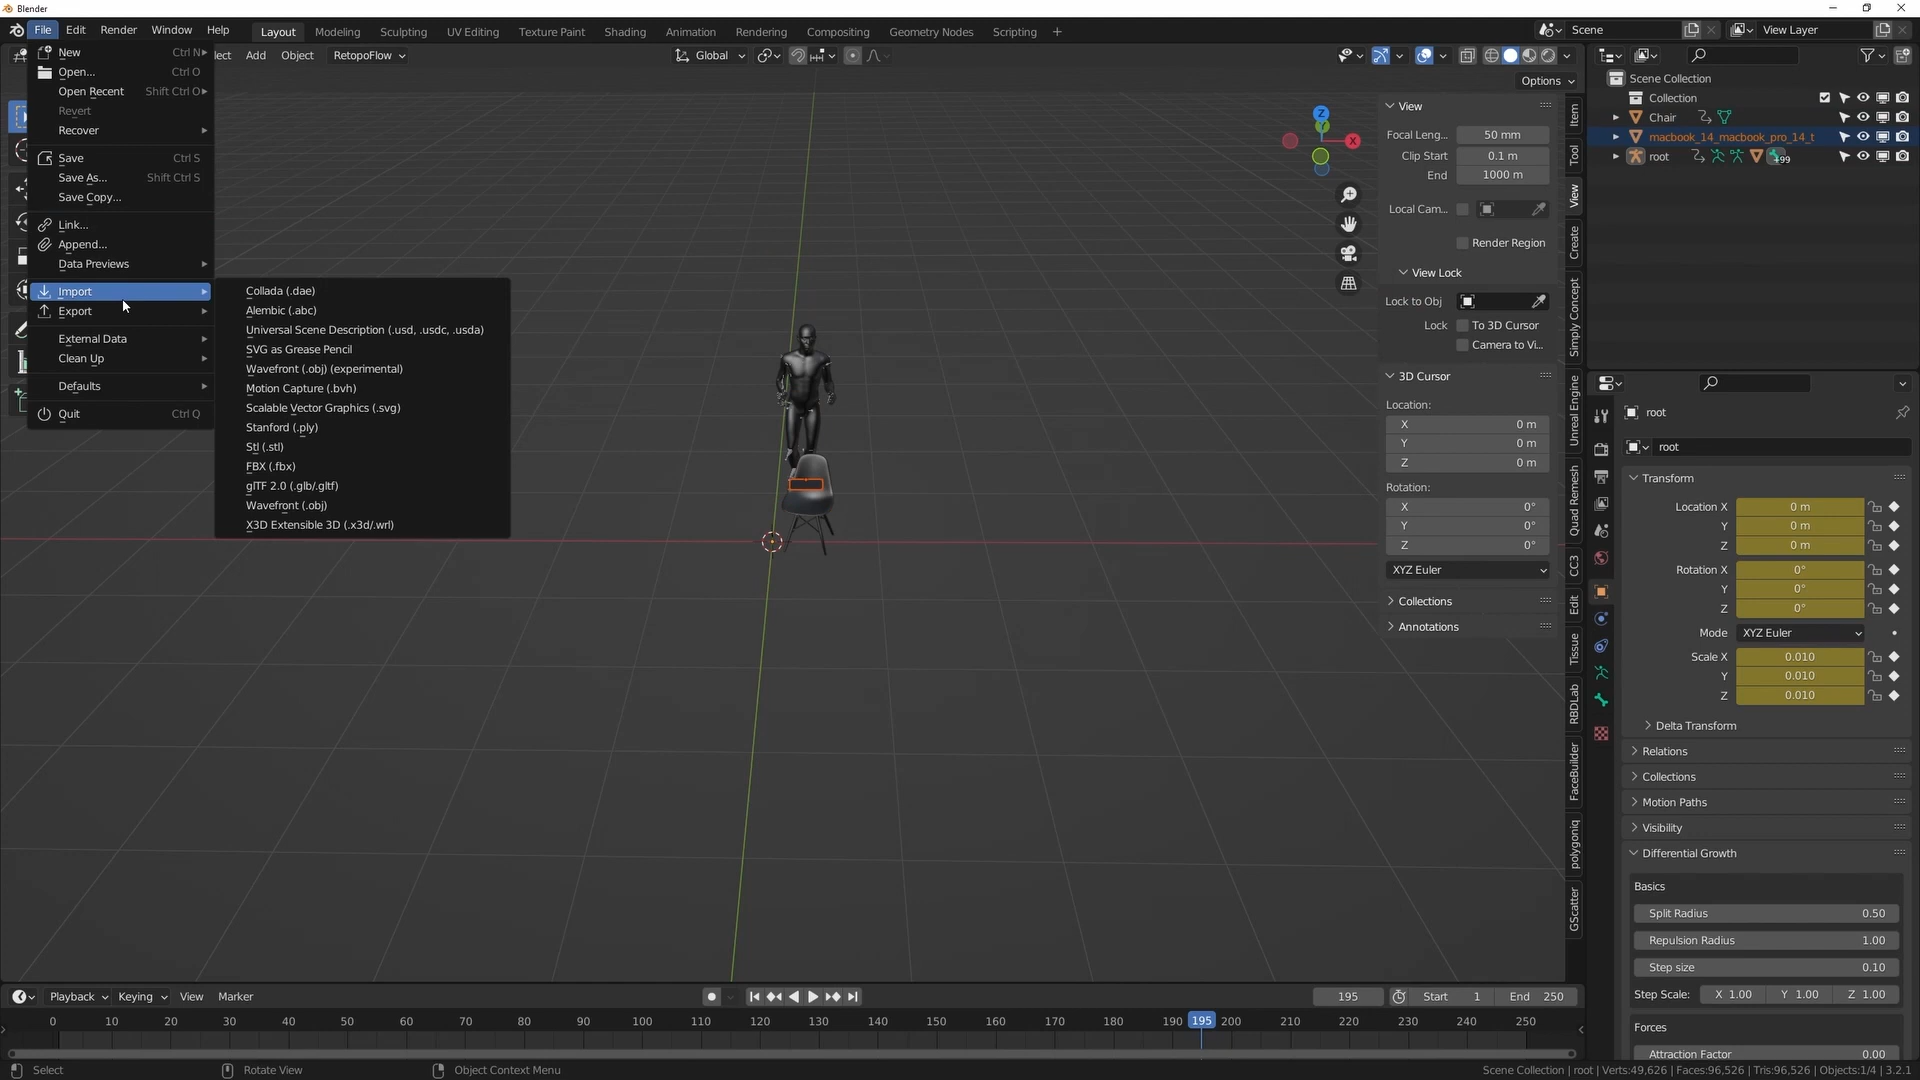 Blender
File Edit Render Window Help Layout Modeling Sculpting UV Editing Texture Paint Shading Animation Rendering Compositing Geometry Nodes Scripting +
Scene View Layer
lect Add Object RetopoFlow Global
Options
New Ctrl N
Open... Ctrl O
Open Recent Shift Ctrl O
Revert
Recover
Save Ctrl S
Save As... Shift Ctrl S
Save Copy...
Link...
Append...
Data Previews
Import
Export
External Data
Clean Up
Defaults
Quit Ctrl Q
Collada (.dae)
Alembic (.abc)
Universal Scene Description (.usd, .usdc, .usda)
SVG as Grease Pencil
Wavefront (.obj) (experimental)
Motion Capture (.bvh)
Scalable Vector Graphics (.svg)
Stanford (.ply)
Stl (.stl)
FBX (.fbx)
glTF 2.0 (.glb/.gltf)
Wavefront (.obj)
X3D Extensible 3D (.x3d/.wrl)
Z
Y
X
View
Focal Leng... 50 mm
Clip Start 0.1 m
End 1000 m
Local Cam...
Render Region
View Lock
Lock to Obj
Lock To 3D Cursor
Camera to Vi...
3D Cursor
Location:
X 0 m
Y 0 m
Z 0 m
Rotation:
X 0°
Y 0°
Z 0°
XYZ Euler
Collections
Annotations
Item
Tool
View
Create
Simply Concept
Unreal Engine
Quad Remesh
CC3
Edit
Tissue
RBDLab
FaceBuilder
polygoniq
GScatter
Scene Collection
Collection
Chair
macbook_14_macbook_pro_14_t
root +99
root
root
Transform
Location X 0 m
Y 0 m
Z 0 m
Rotation X 0°
Y 0°
Z 0°
Mode XYZ Euler
Scale X 0.010
Y 0.010
Z 0.010
Delta Transform
Relations
Collections
Motion Paths
Visibility
Differential Growth
Basics
Split Radius 0.50
Repulsion Radius 1.00
Step size 0.10
Step Scale: X 1.00 Y 1.00 Z 1.00
Forces
Attraction Factor 0.00
Playback Keying View Marker 195 Start 1 End 250
0 10 20 30 40 50 60 70 80 90 100 110 120 130 140 150 160 170 180 190 195 200 210 220 230 240 250
Select Rotate View Object Context Menu Scene Collection | root | Verts:49,626 | Faces:96,526 | Tris:96,526 | Objects:1/4 | 3.2.1